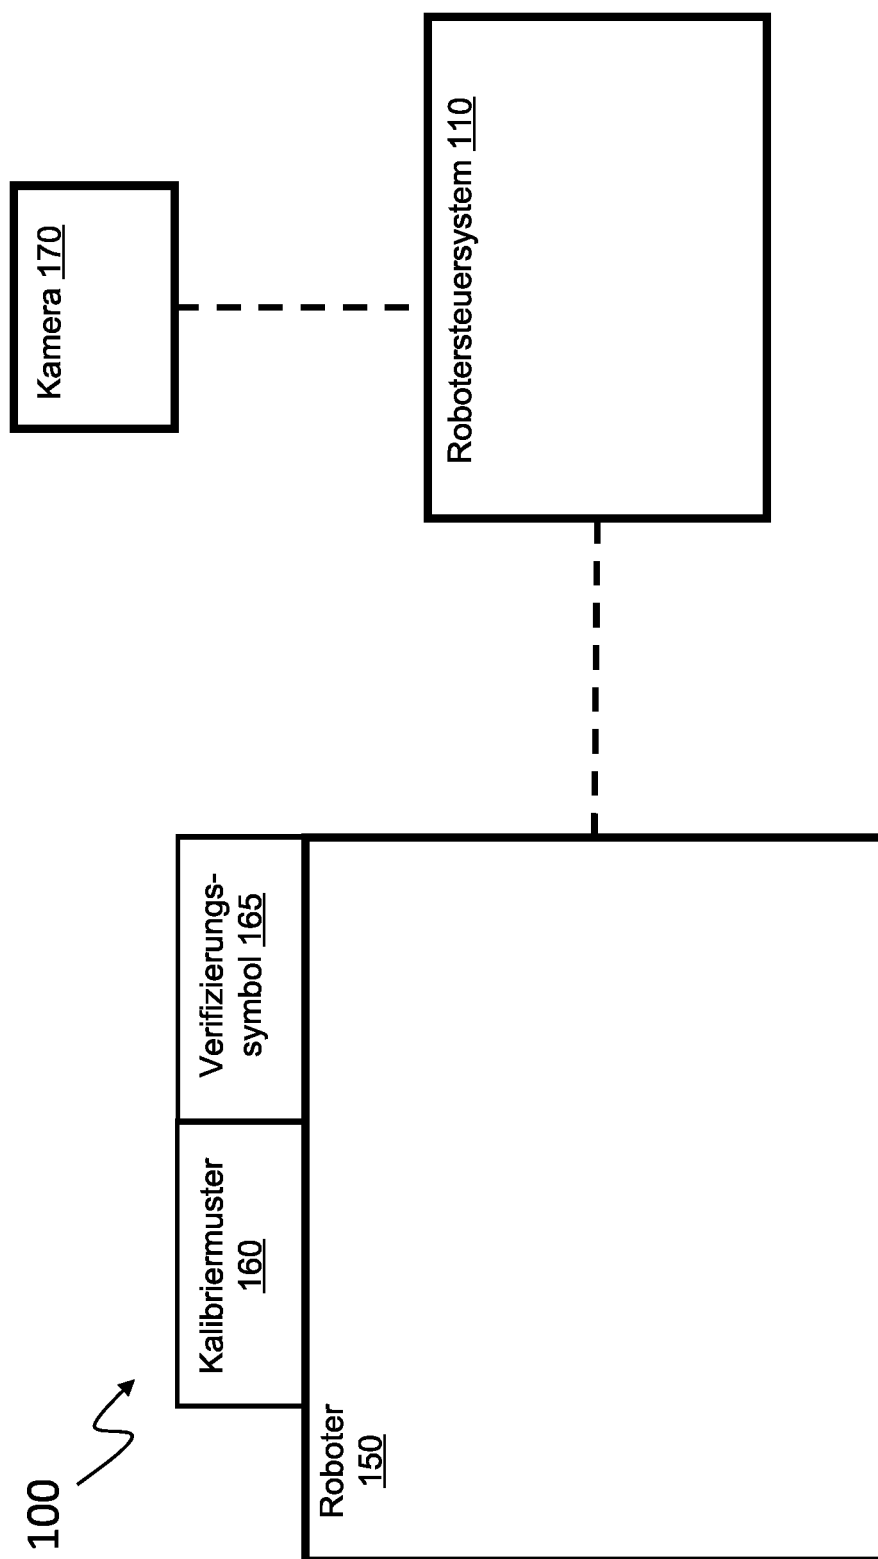 100
Kamera 170
Kalibriermuster
160
Verifizierungs-
symbol 165
Roboter
150
Robotersteuersystem 110